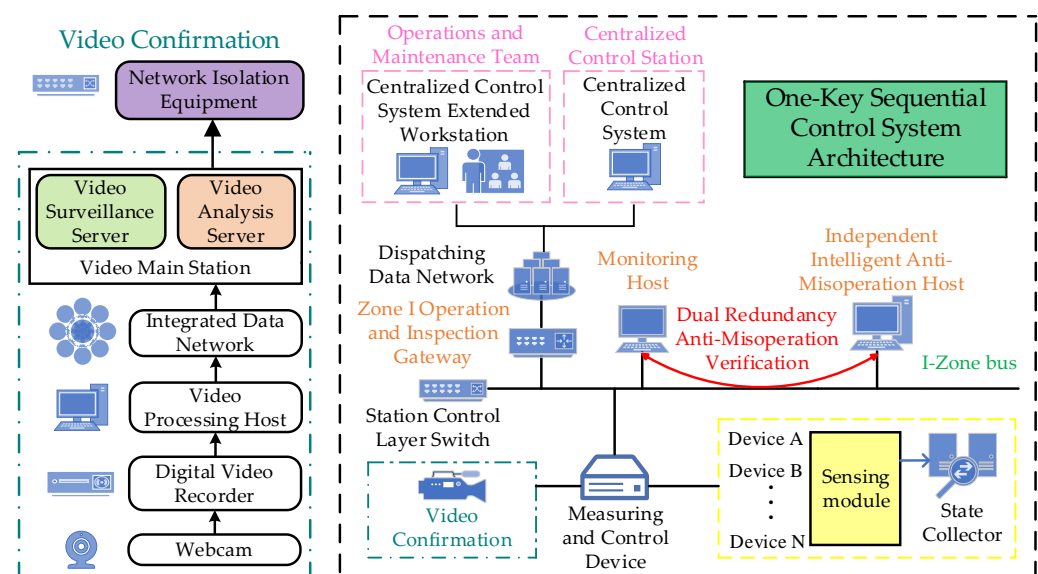 Video Confirmation
Network Isolation
Equipment
Video
Surveillance
Server
Video
Analysis
Server
Video Main Station
Integrated Data
Network
Video
Processing Host
Digital Video
Recorder
Webcam
Operations and
Maintenance Team
Centralized Control
System Extended
Workstation
Centralized
Control Station
Centralized
Control
System
One-Key Sequential
Control System
Architecture
Dispatching
Data Network
Zone I Operation
and Inspection
Gateway
Monitoring
Host
Independent
Intelligent Anti-
Misoperation Host
Dual Redundancy
Anti-Misoperation
Verification
I-Zone bus
Station Control
Layer Switch
Video
Confirmation
Measuring
and Control
Device
Device A
Device B
Device N
Sensing
module
State
Collector